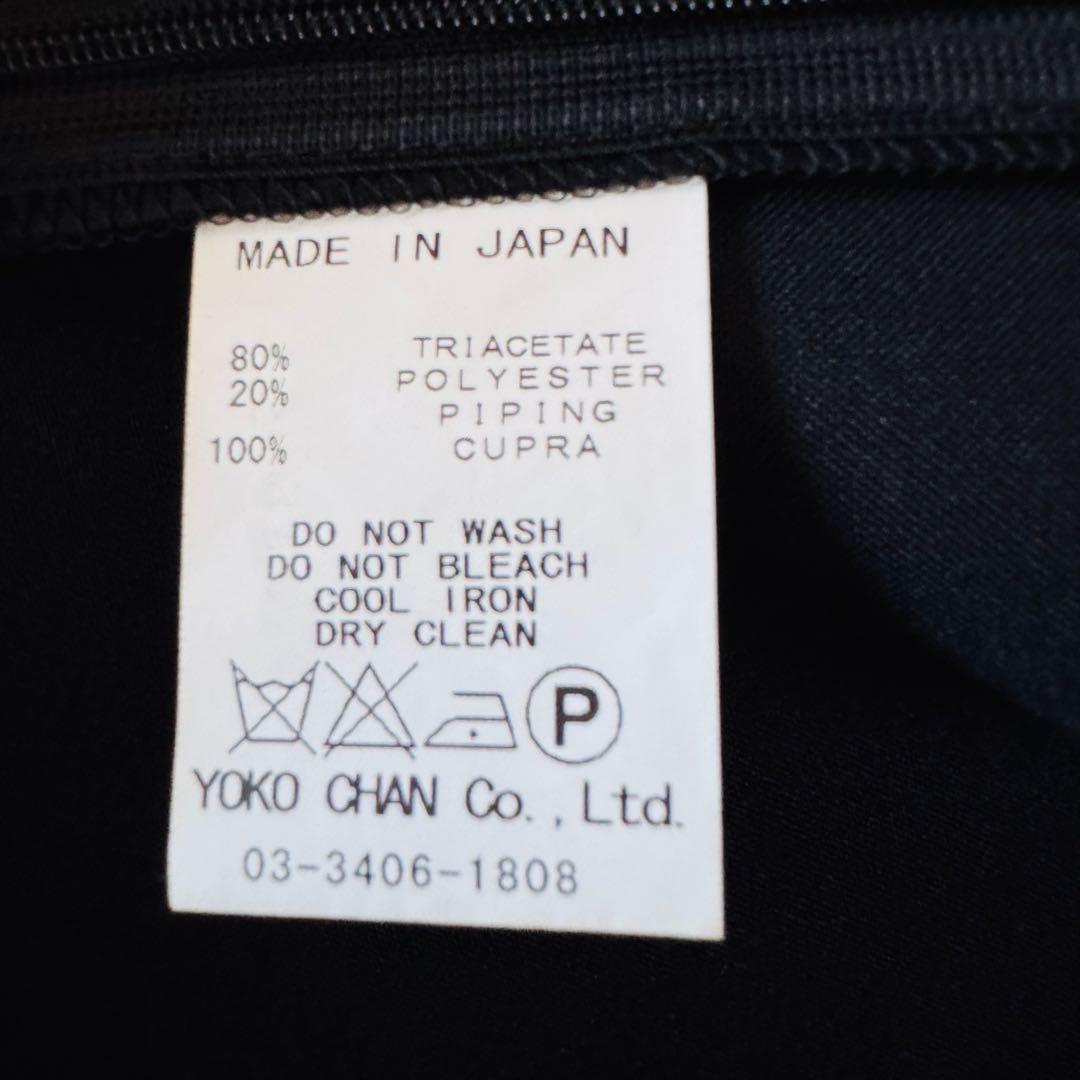 MADE IN JAPAN
80% TRIACETATE
20% POLYESTER
PIPING
100% CUPRA
DO NOT WASH
DO NOT BLEACH
COOL IRON
DRY CLEAN
P
YOKO CHAN Co., Ltd.
03-3406-1808